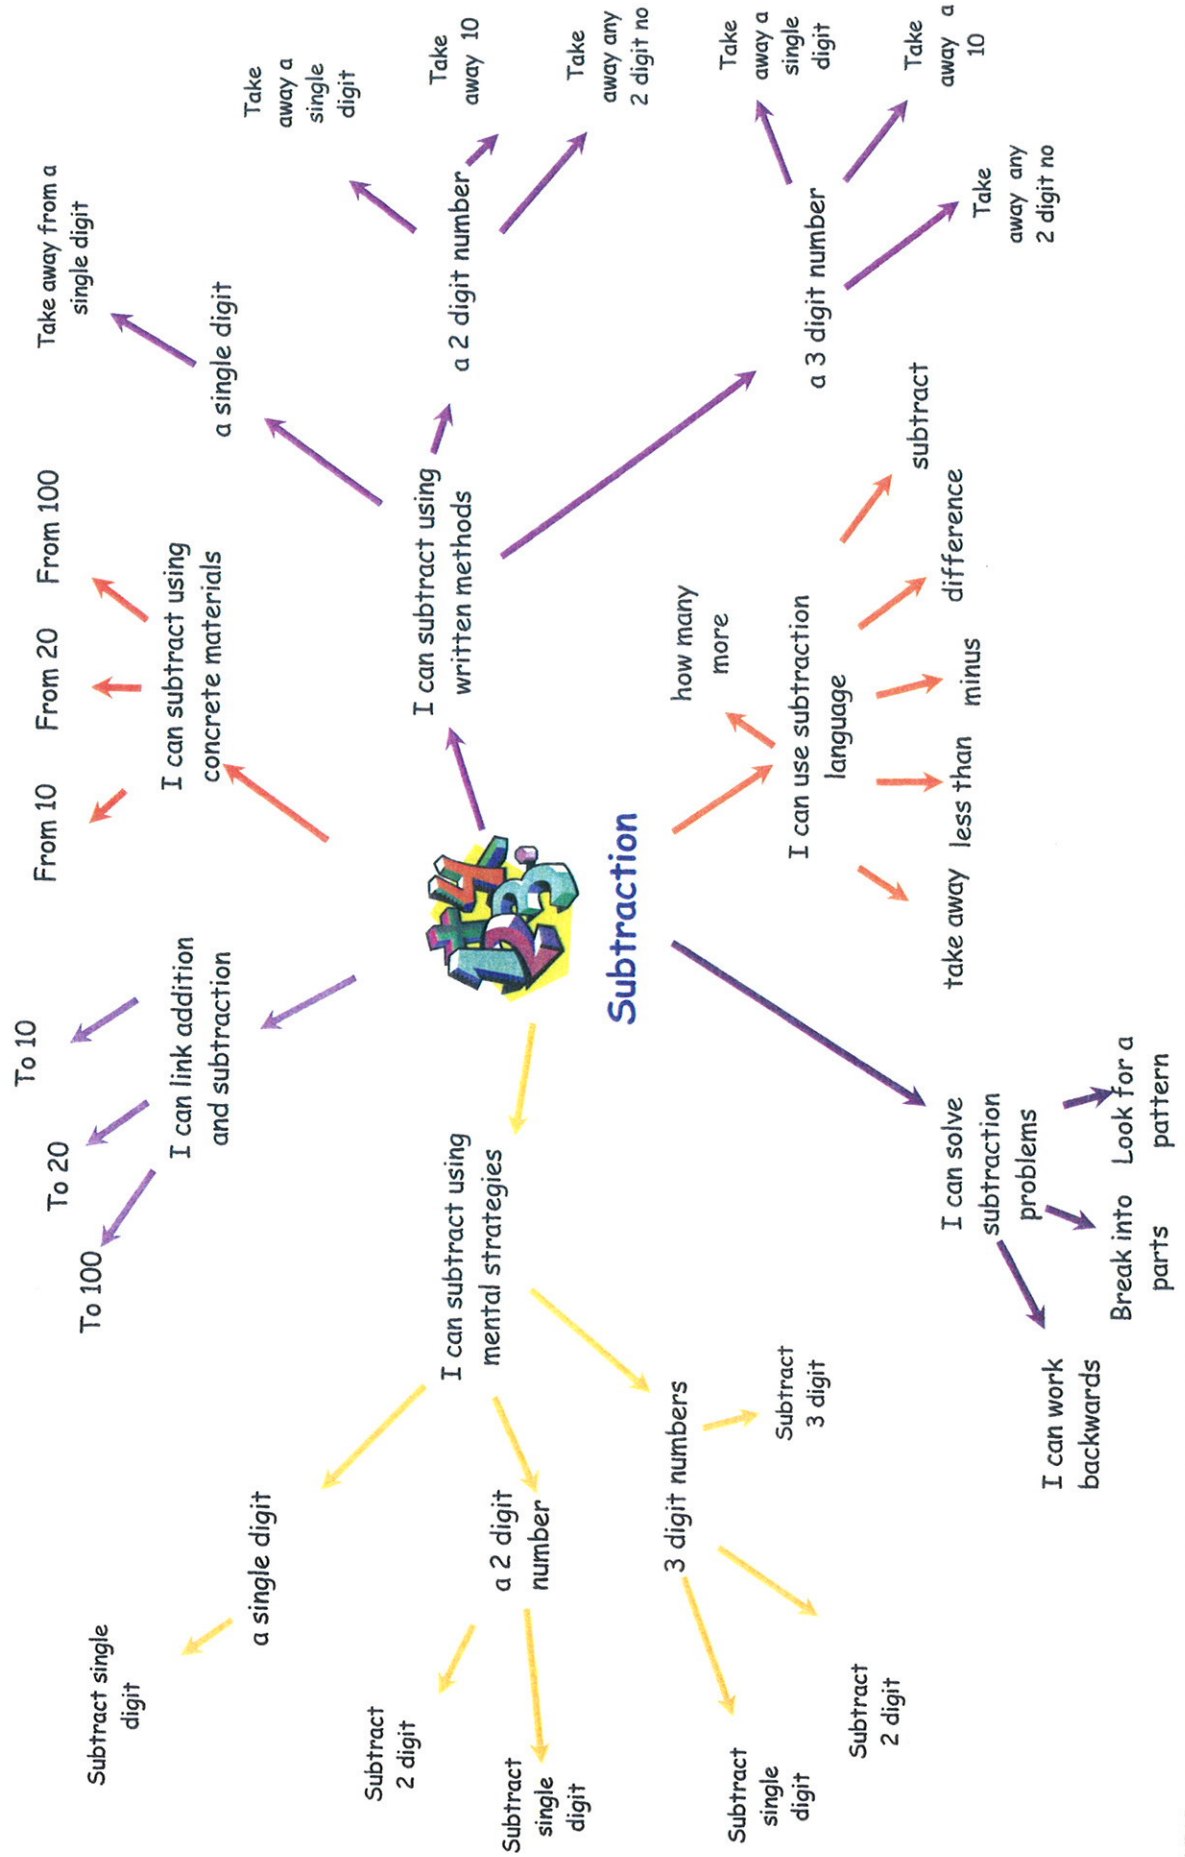 Subtraction
I can link addition
and subtraction
To 10
To 20
To 100
I can subtract using
concrete materials
From 10
From 20
From 100
I can subtract using
written methods
a single digit
Take away from a
single digit
a 2 digit number
Take
away a
single
digit
Take
away 10
Take
away any
2 digit no
a 3 digit number
Take
away a
single
digit
Take
away a
10
Take
away any
2 digit no
I can use subtraction
language
how many
more
subtract
difference
minus
less than
take away
I can solve
subtraction
problems
Look for a
pattern
Break into
parts
I can work
backwards
I can subtract using
mental strategies
a single digit
Subtract single
digit
a 2 digit
number
Subtract
2 digit
Subtract
single
digit
3 digit numbers
Subtract
single
digit
Subtract
2 digit
Subtract
3 digit